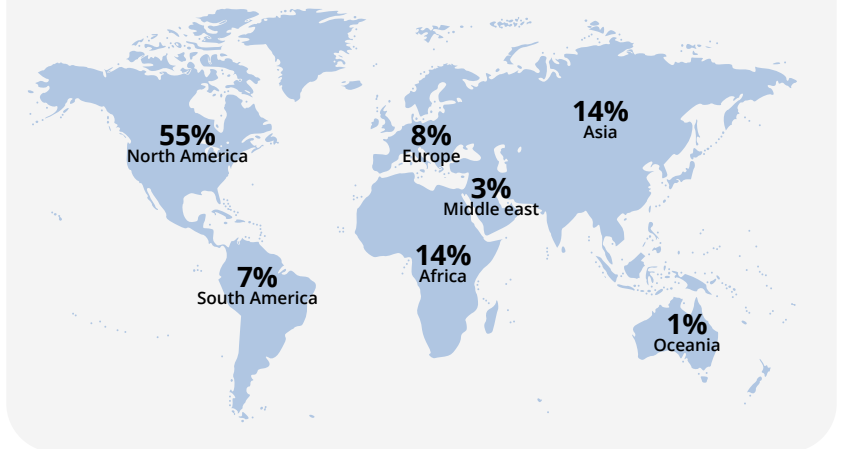 14%
Asia
55%
North America
8%
Europe
3%
Middle east
14%
Africa
7%
South America
1%
Oceania